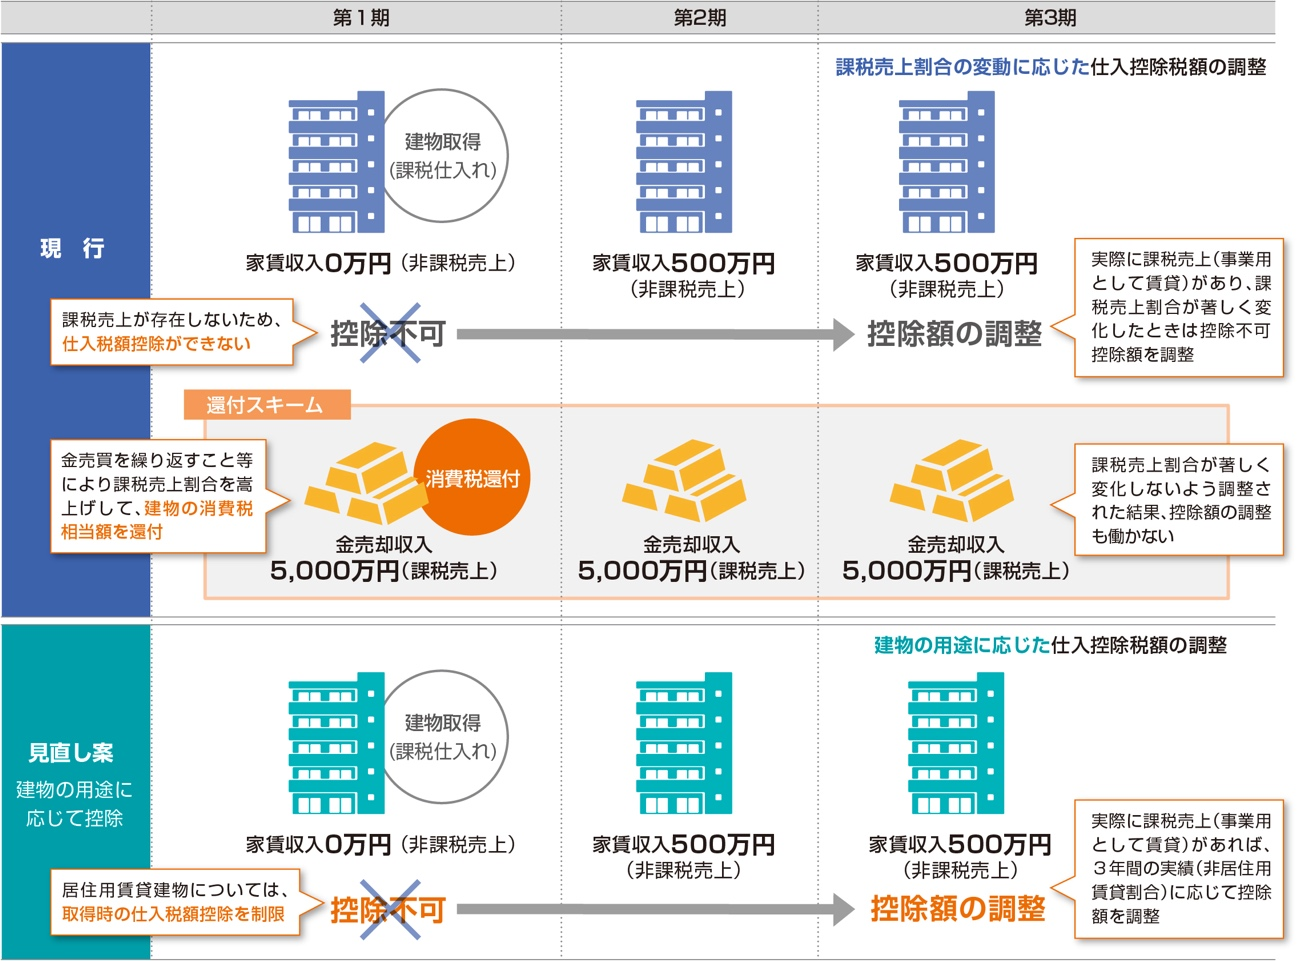 第1期
第2期
第3期
現　行
課税売上割合の変動に応じた仕入控除税額の調整
建物取得
(課税仕入れ)
家賃収入0万円（非課税売上）
家賃収入500万円
（非課税売上）
家賃収入500万円
（非課税売上）
課税売上が存在しないため、
仕入税額控除ができない
控除不可
控除額の調整
実際に課税売上（事業用
として賃貸）があり、課
税売上割合が著しく変
化したときは控除不可
控除額を調整
還付スキーム
金売買を繰り返すこと等
により課税売上割合を嵩
上げして、建物の消費税
相当額を還付
消費税還付
金売却収入
5,000万円（課税売上）
金売却収入
5,000万円（課税売上）
金売却収入
5,000万円（課税売上）
課税売上割合が著しく
変化しないよう調整さ
れた結果、控除額の調整
も働かない
見直し案
建物の用途に
応じて控除
建物の用途に応じた仕入控除税額の調整
建物取得
(課税仕入れ)
家賃収入0万円（非課税売上）
家賃収入500万円
（非課税売上）
家賃収入500万円
（非課税売上）
居住用賃貸建物については、
取得時の仕入税額控除を制限
控除不可
控除額の調整
実際に課税売上（事業用
として賃貸）があれば、
３年間の実績（非居住用
賃貸割合）に応じて控除
額を調整